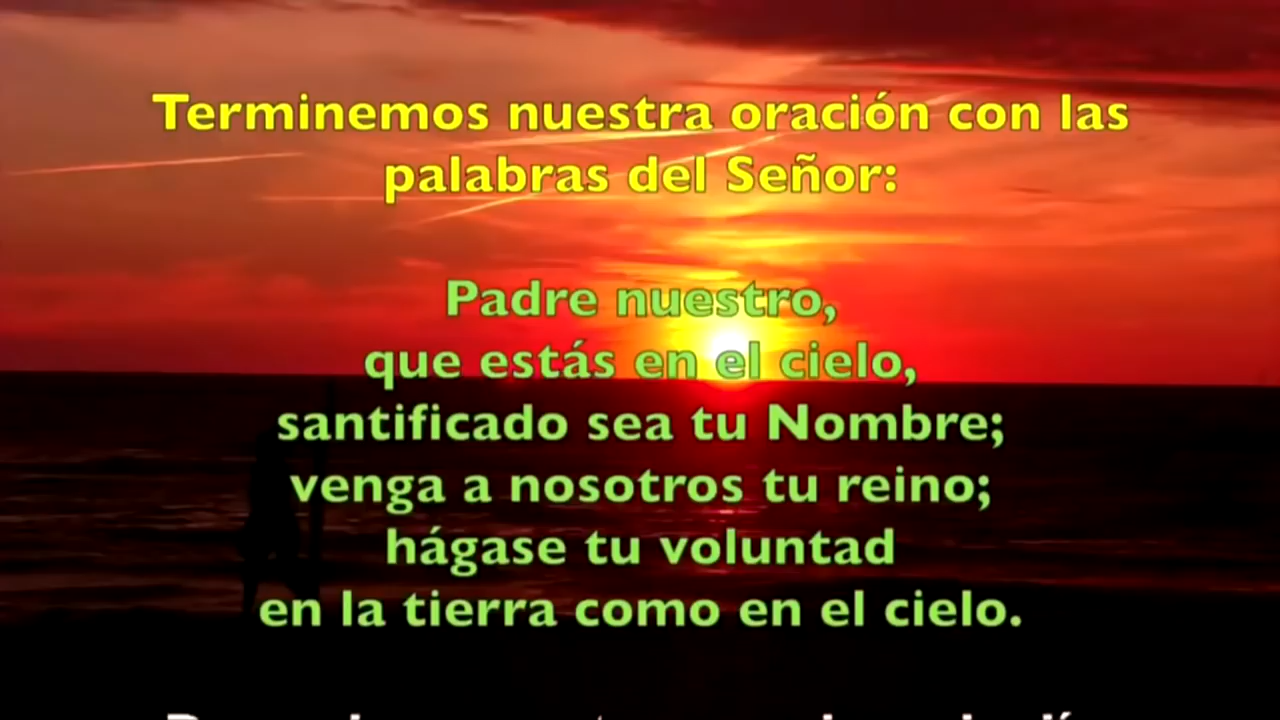 Terminemos nuestra oración con las
palabras del Señor:
Padre nuestro,
que estás en el cielo,
santificado sea tu Nombre;
venga a nosotros tu reino;
hágase tu voluntad
en la tierra como en el cielo.